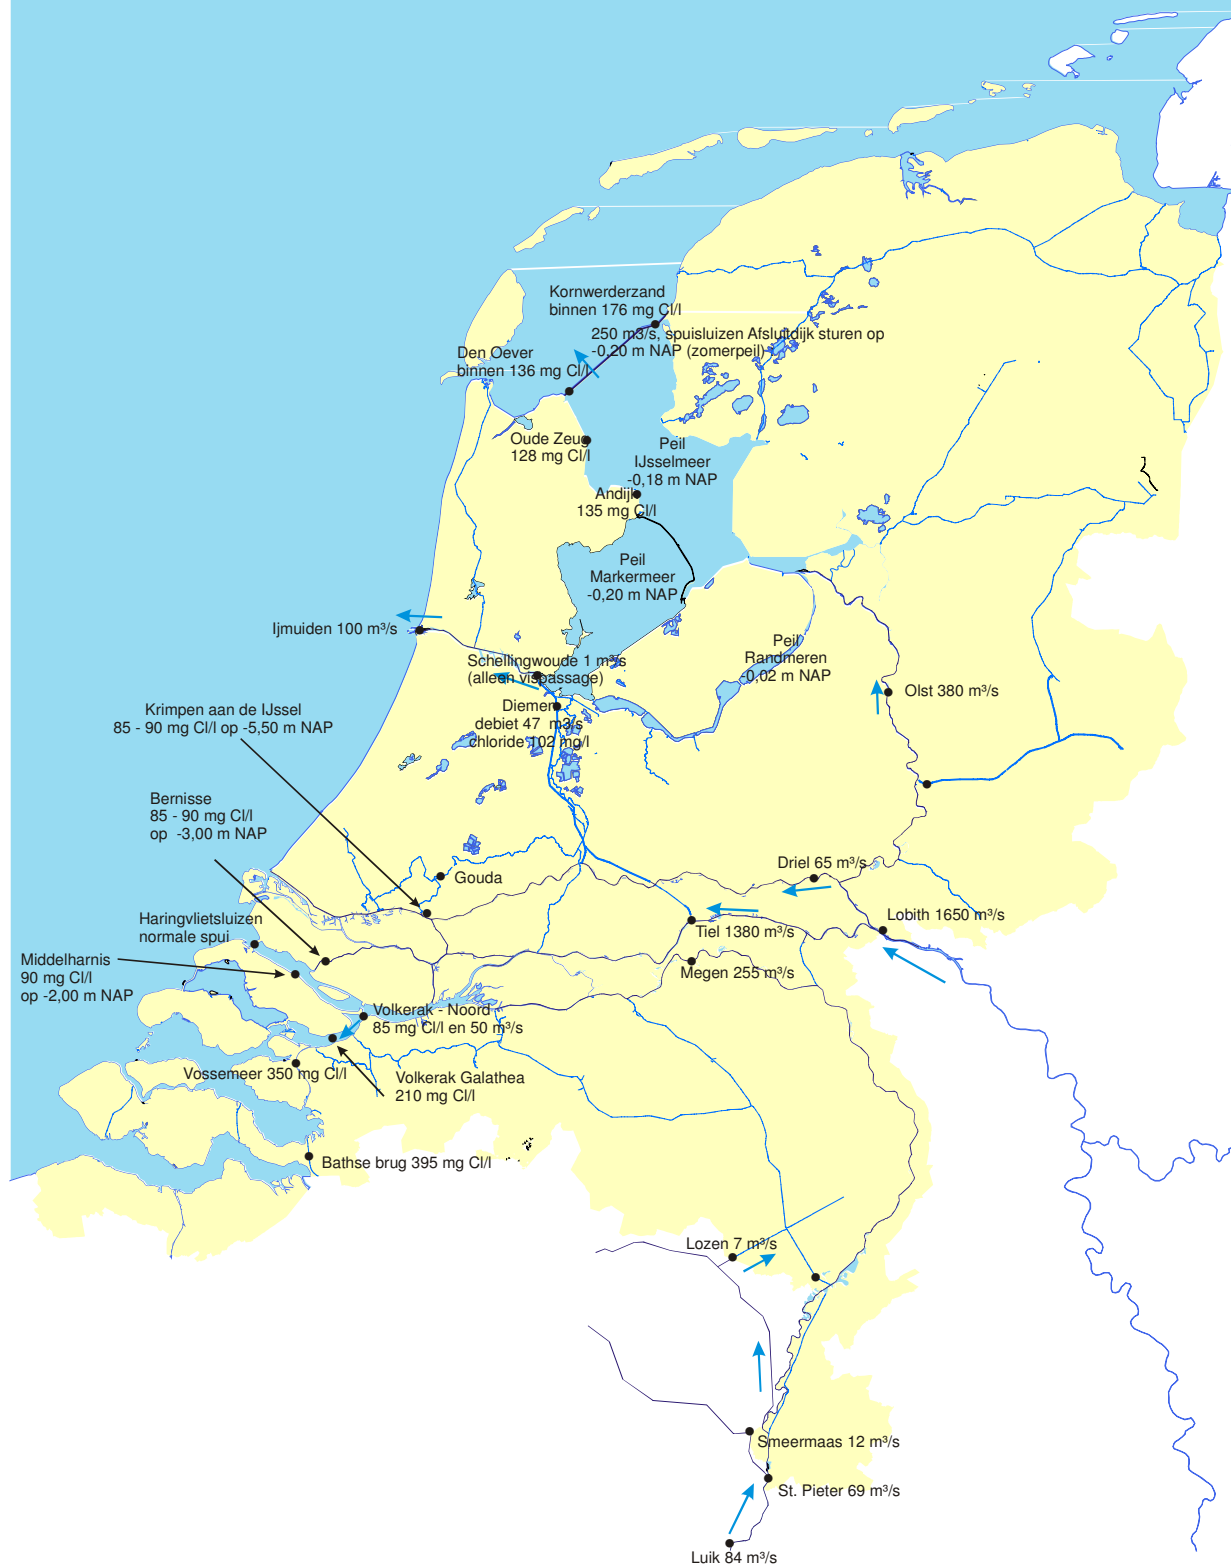 Kornwerderzand
binnen 176 mg Cl/l
250 m3/s, spuisluizen Afsluitdijk sturen op
-0,20 m NAP (zomerpeil)
Den Oever
binnen 136 mg Cl/l
Oude Zeug
128 mg Cl/l
Peil
IJsselmeer
-0,18 m NAP
Andijk
135 mg Cl/l
Peil
Markermeer
-0,20 m NAP
Ijmuiden 100 m³/s
Schellingwoude 1 m³/s
(alleen vispassage)
Peil
Randmeren
-0,02 m NAP
Olst 380 m³/s
Diemen
debiet 47 m3/s
chloride 102 mg/l
Krimpen aan de IJssel
85 - 90 mg Cl/l op -5,50 m NAP
Bernisse
85 - 90 mg Cl/l
op -3,00 m NAP
Driel 65 m³/s
Gouda
Lobith 1650 m³/s
Haringvlietsluizen
normale spui
Tiel 1380 m³/s
Middelharnis
90 mg Cl/l
op -2,00 m NAP
Megen 255 m³/s
Volkerak - Noord
85 mg Cl/l en 50 m³/s
Vossemeer 350 mg Cl/l
Volkerak Galathea
210 mg Cl/l
Bathse brug 395 mg Cl/l
Lozen 7 m³/s
Smeermaas 12 m³/s
St. Pieter 69 m³/s
Luik 84 m³/s